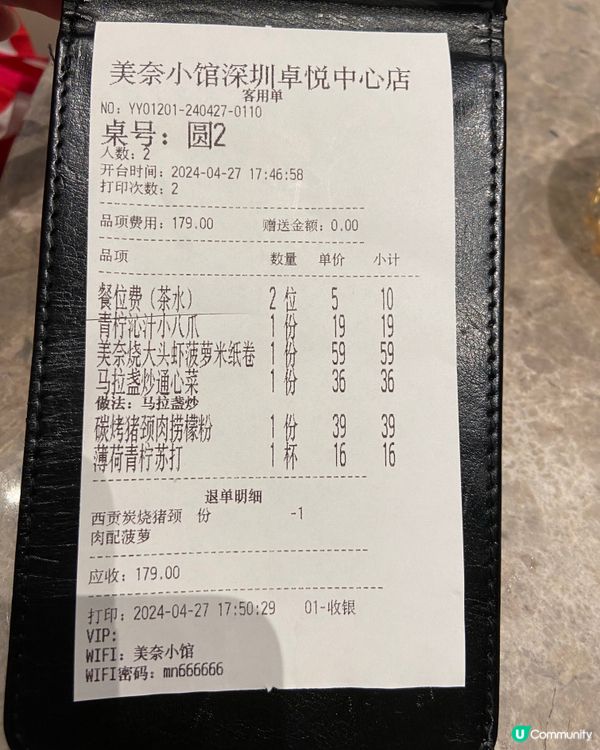 美奈小馆深圳卓悦中心店
客用单
NO: YY01201-240427-0110
桌号: 圆2
人数: 2
开台时间: 2024-04-27 17:46:58
打印次数: 2
品项费用: 179.00 赠送金额: 0.00
品项 数量 单价 小计
餐位费（茶水） 2 位 5 10
青柠沁汁小八爪 1 份 19 19
美奈烧大头虾菠萝米纸卷 1 份 59 59
马拉盏炒通心菜 1 份 36 36
做法: 马拉盏炒
碳烤猪颈肉捞檬粉 1 份 39 39
薄荷青柠苏打 1 杯 16 16
退单明细
西贡炭烧猪颈 份 -1
肉配菠萝
应收: 179.00
打印: 2024-04-27 17:50:29 01-收银
VIP:
WIFI: 美奈小馆
WIFI密码: mn666666
U Community